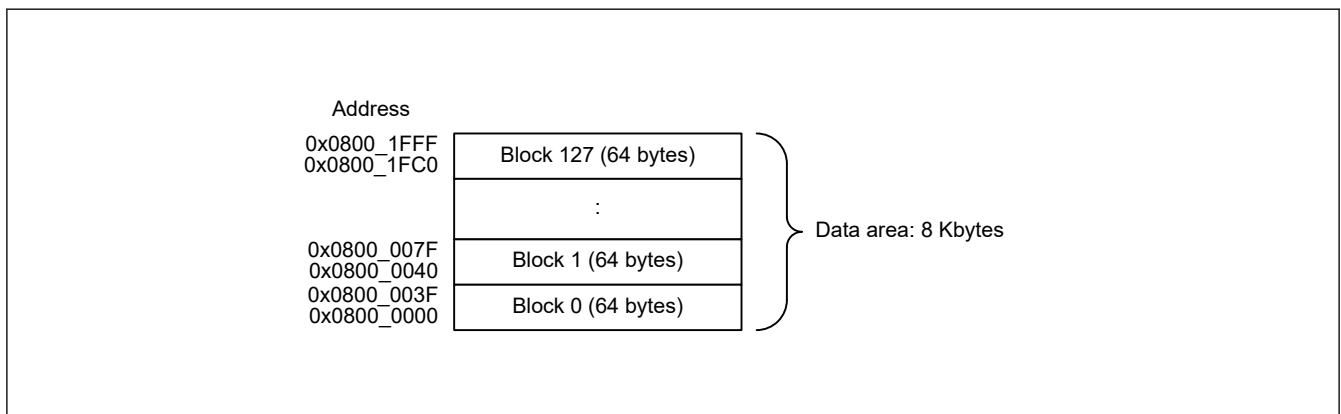 Address
0x0800_1FFF
0x0800_1FC0
Block 127 (64 bytes)
:
Data area: 8 Kbytes
0x0800_007F
0x0800_0040
Block 1 (64 bytes)
0x0800_003F
0x0800_0000
Block 0 (64 bytes)